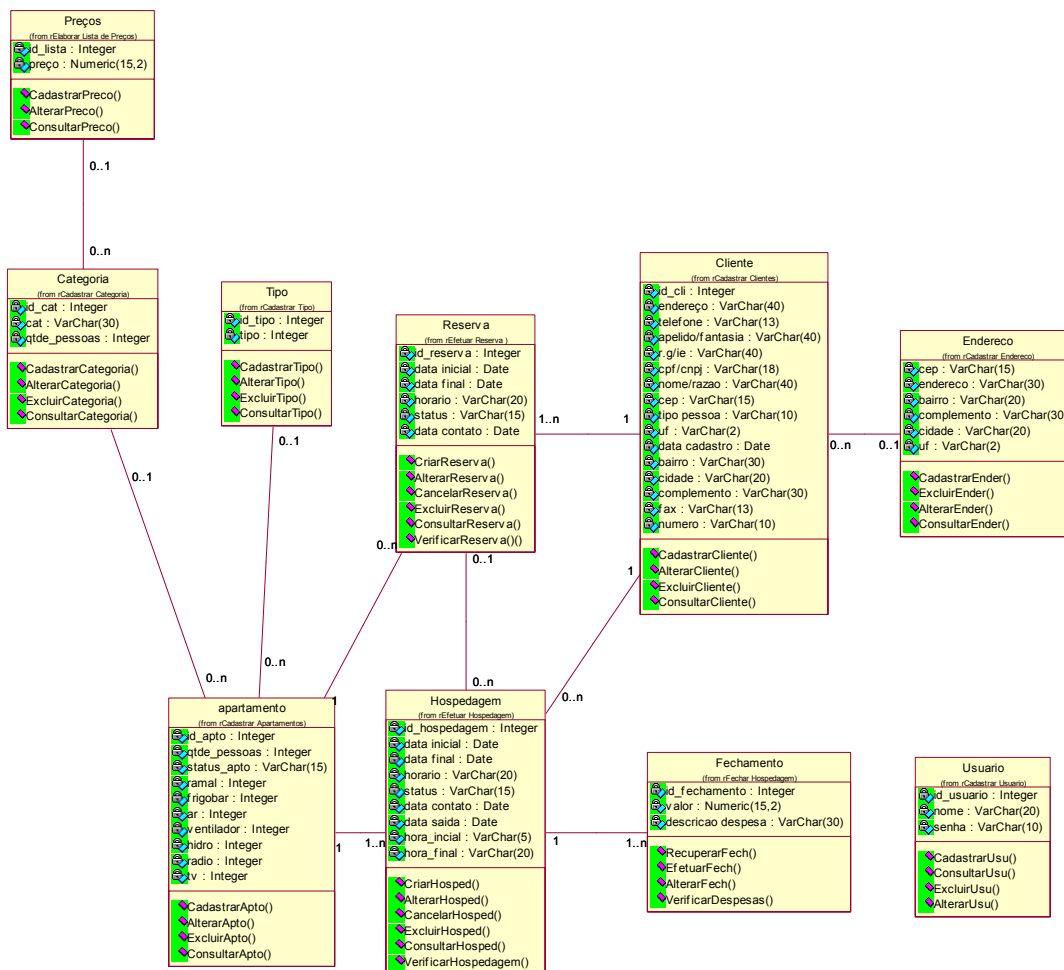 Preços
(from rElaborar Lista de Preços)
id_lista : Integer
preço : Numeric(15,2)
CadastrarPreco()
AlterarPreco()
ConsultarPreco()
0..1
0..n
Categoria
(from rCadastrar Categoria)
id_cat : Integer
cat : VarChar(30)
qtde_pessoas : Integer
CadastrarCategoria()
AlterarCategoria()
ExcluirCategoria()
ConsultarCategoria()
0..1
0..n
Tipo
(from rCadastrar Tipo)
id_tipo : Integer
tipo : Integer
CadastrarTipo()
AlterarTipo()
ExcluirTipo()
ConsultarTipo()
0..1
0..n
Reserva
(from rEfetuar Reserva )
id_reserva : Integer
data inicial : Date
data final : Date
horario : VarChar(20)
status : VarChar(15)
data contato : Date
CriarReserva()
AlterarReserva()
CancelarReserva()
ExcluirReserva()
ConsultarReserva()
VerificarReserva()()
1..n
1
0..n
1
0..1
0..n
Cliente
(from rCadastrar Clientes)
id_cli : Integer
endereço : VarChar(40)
telefone : VarChar(13)
apelido/fantasia : VarChar(40)
r.g/ie : VarChar(40)
cpf/cnpj : VarChar(18)
nome/razao : VarChar(40)
cep : VarChar(15)
tipo pessoa : VarChar(10)
uf : VarChar(2)
data cadastro : Date
bairro : VarChar(30)
cidade : VarChar(20)
complemento : VarChar(30)
fax : VarChar(13)
numero : VarChar(10)
CadastrarCliente()
AlterarCliente()
ExcluirCliente()
ConsultarCliente()
0..n
0..1
1
0..n
Endereco
(from rCadastrar Endereco)
cep : VarChar(15)
endereco : VarChar(30)
bairro : VarChar(20)
complemento : VarChar(30)
cidade : VarChar(20)
uf : VarChar(2)
CadastrarEnder()
ExcluirEnder()
AlterarEnder()
ConsultarEnder()
apartamento
(from rCadastrar Apartamentos)
id_apto : Integer
qtde_pessoas : Integer
status_apto : VarChar(15)
ramal : Integer
frigobar : Integer
ar : Integer
ventilador : Integer
hidro : Integer
radio : Integer
tv : Integer
CadastrarApto()
AlterarApto()
ExcluirApto()
ConsultarApto()
1
1..n
Hospedagem
(from rEfetuar Hospedagem)
id_hospedagem : Integer
data inicial : Date
data final : Date
horario : VarChar(20)
status : VarChar(15)
data contato : Date
data saida : Date
hora_incial : VarChar(5)
hora_final : VarChar(20)
CriarHosped()
AlterarHosped()
CancelarHosped()
ExcluirHosped()
ConsultarHosped()
VerificarHospedagem()
1
1..n
Fechamento
(from rFechar Hospedagem)
id_fechamento : Integer
valor : Numeric(15,2)
descricao despesa : VarChar(30)
RecuperarFech()
EfetuarFech()
AlterarFech()
VerificarDespesas()
Usuario
(from rCadastrar Usuario)
id_usuario : Integer
nome : VarChar(20)
senha : VarChar(10)
CadastrarUsu()
ConsultarUsu()
ExcluirUsu()
AlterarUsu()